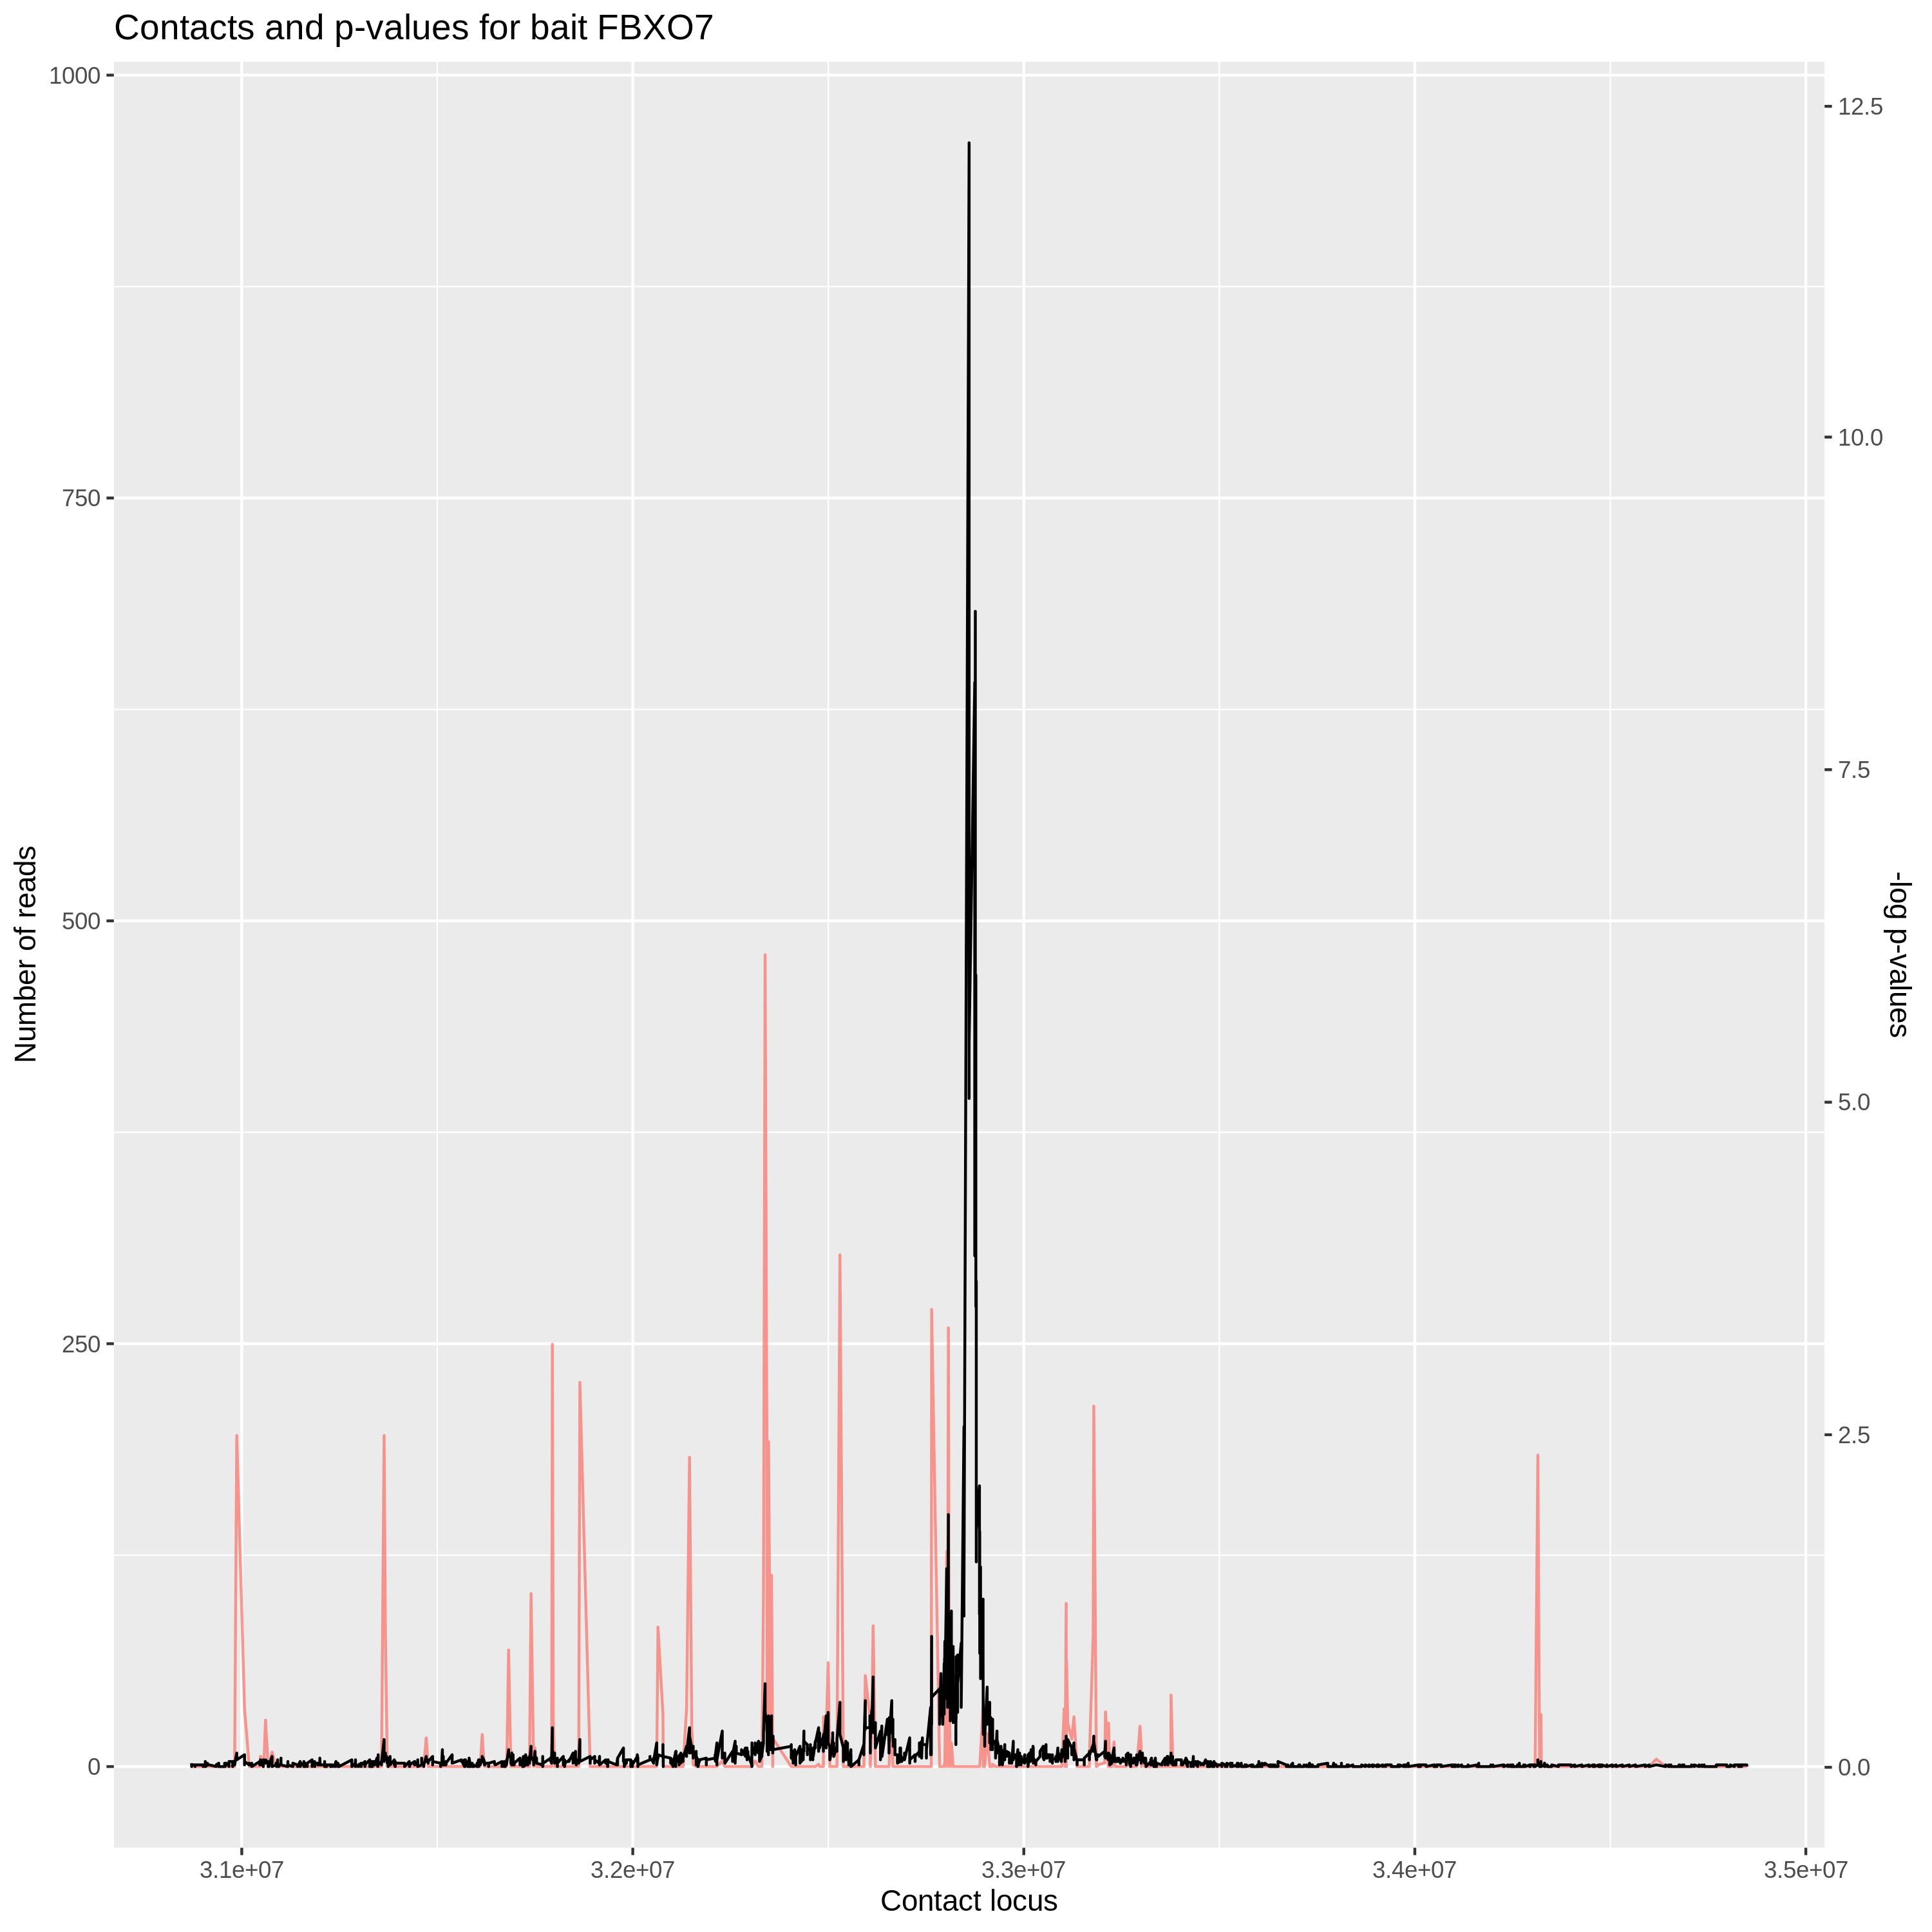 Contacts and p-values for bait FBXO7
1000
750
500
250
0
Number of reads
12.5
10.0
7.5
5.0
2.5
0.0
-log p-values
3.1e+07 3.2e+07 3.3e+07 3.4e+07 3.5e+07
Contact locus